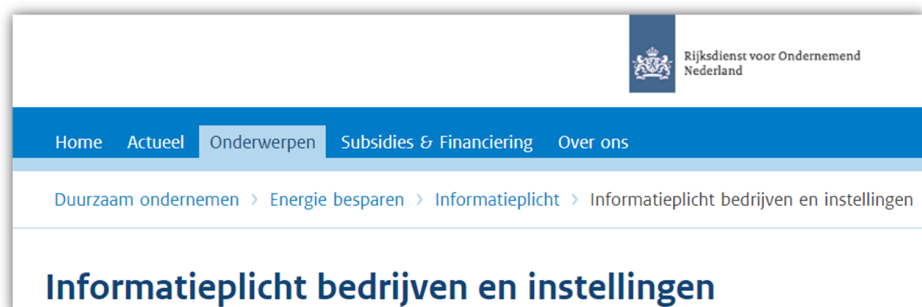 Rijksdienst voor Ondernemend
Nederland
Home Actueel Onderwerpen Subsidies & Financiering Over ons
Duurzaam ondernemen > Energie besparen > Informatieplicht > Informatieplicht bedrijven en instellingen
Informatieplicht bedrijven en instellingen